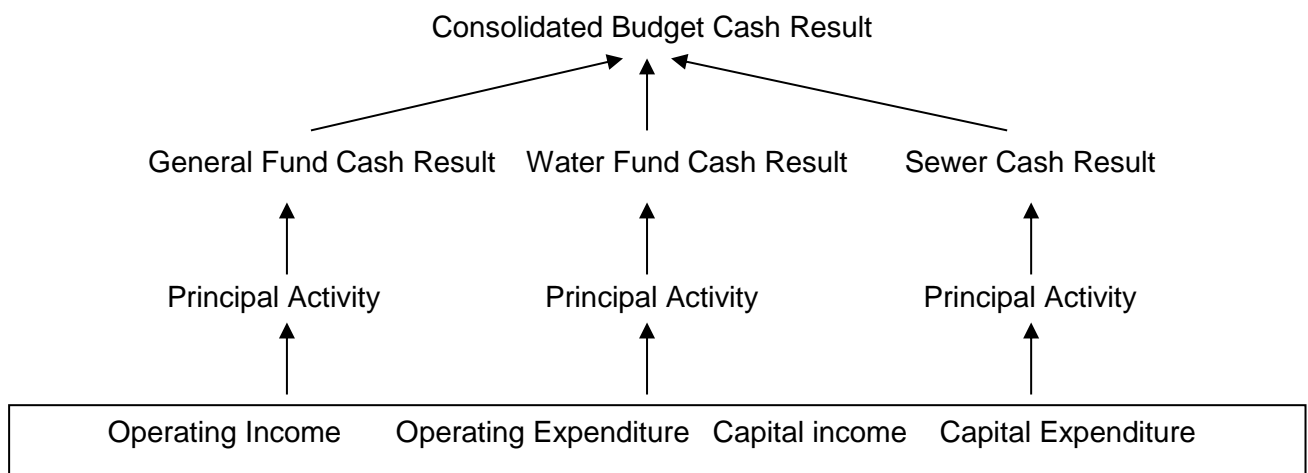 Consolidated Budget Cash Result
General Fund Cash Result Water Fund Cash Result Sewer Cash Result
Principal Activity Principal Activity Principal Activity
Operating Income Operating Expenditure Capital income Capital Expenditure